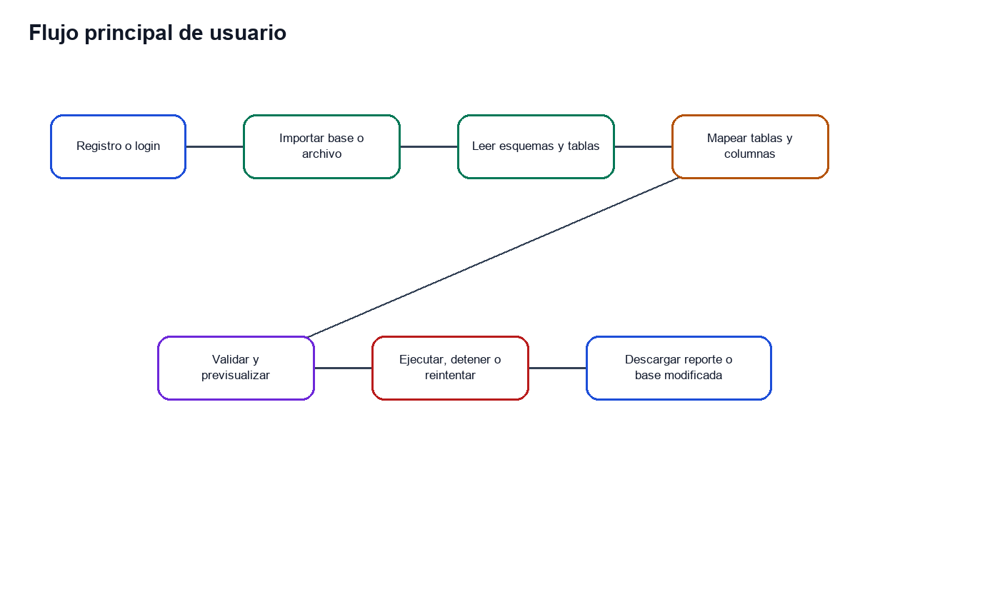 Flujo principal de usuario
Registro o login
Importar base o
archivo
Leer esquemas y tablas
Mapear tablas y
columnas
Validar y
previsualizar
Ejecutar, detener o
reintentar
Descargar reporte o
base modificada